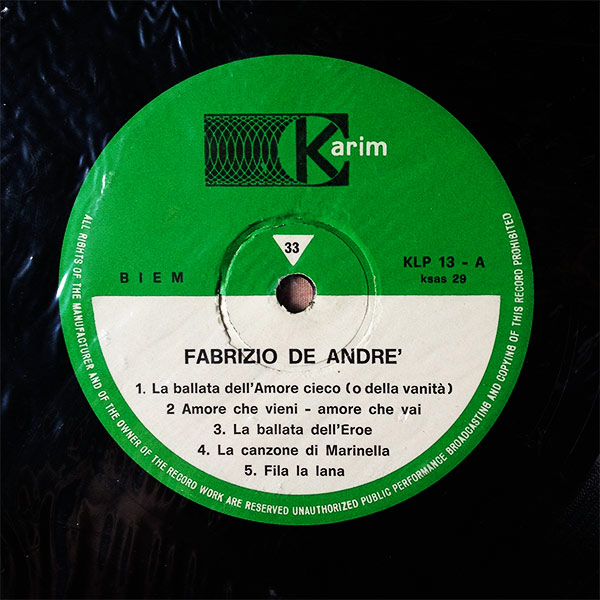 Karim
33
BIEM
KLP 13 - A
ksas 29
FABRIZIO DE ANDRE'
1. La ballata dell'Amore cieco (o della vanità)
2 Amore che vieni - amore che vai
3. La ballata dell'Eroe
4. La canzone di Marinella
5. Fila la lana
ALL RIGHTS OF THE MANUFACTURER AND OF THE OWNER OF THE RECORD WORK ARE RESERVED UNAUTHORIZED PUBLIC PERFORMANCE BROADCASTING AND COPYING OF THIS RECORD PROHIBITED